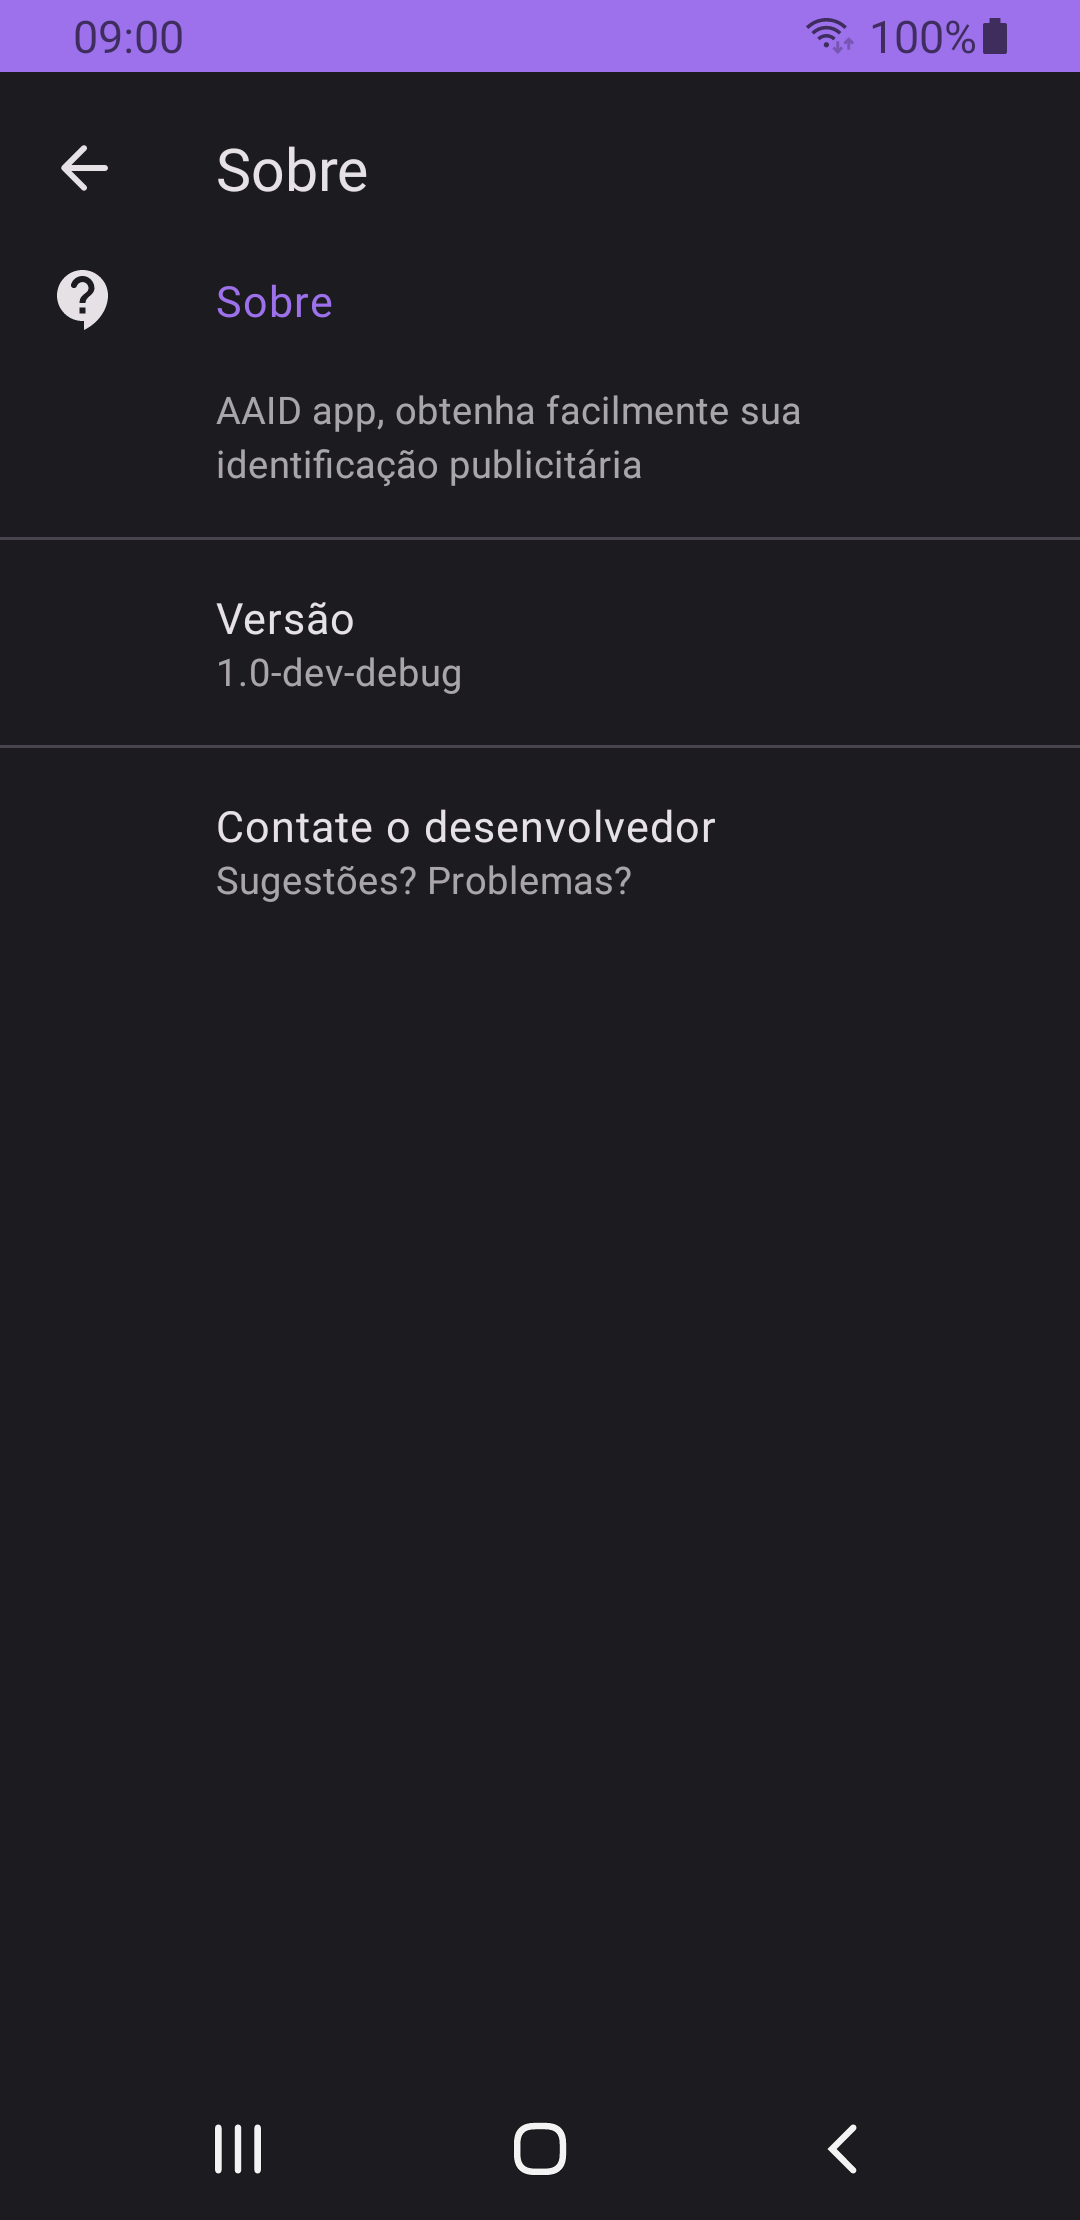 09:00 100%
Sobre
Sobre
AAID app, obtenha facilmente sua
identificação publicitária
Versão
1.0-dev-debug
Contate o desenvolvedor
Sugestões? Problemas?